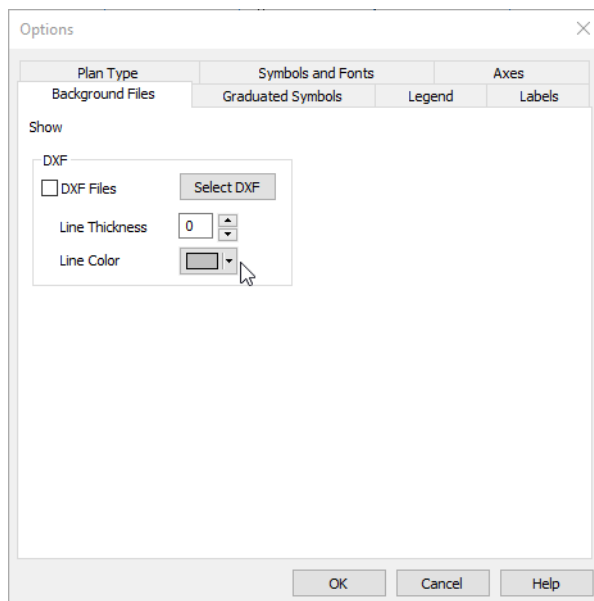 Options
Plan Type Symbols and Fonts Axes
Background Files Graduated Symbols Legend Labels
Show
DXF
DXF Files Select DXF
Line Thickness 0
Line Color
OK Cancel Help